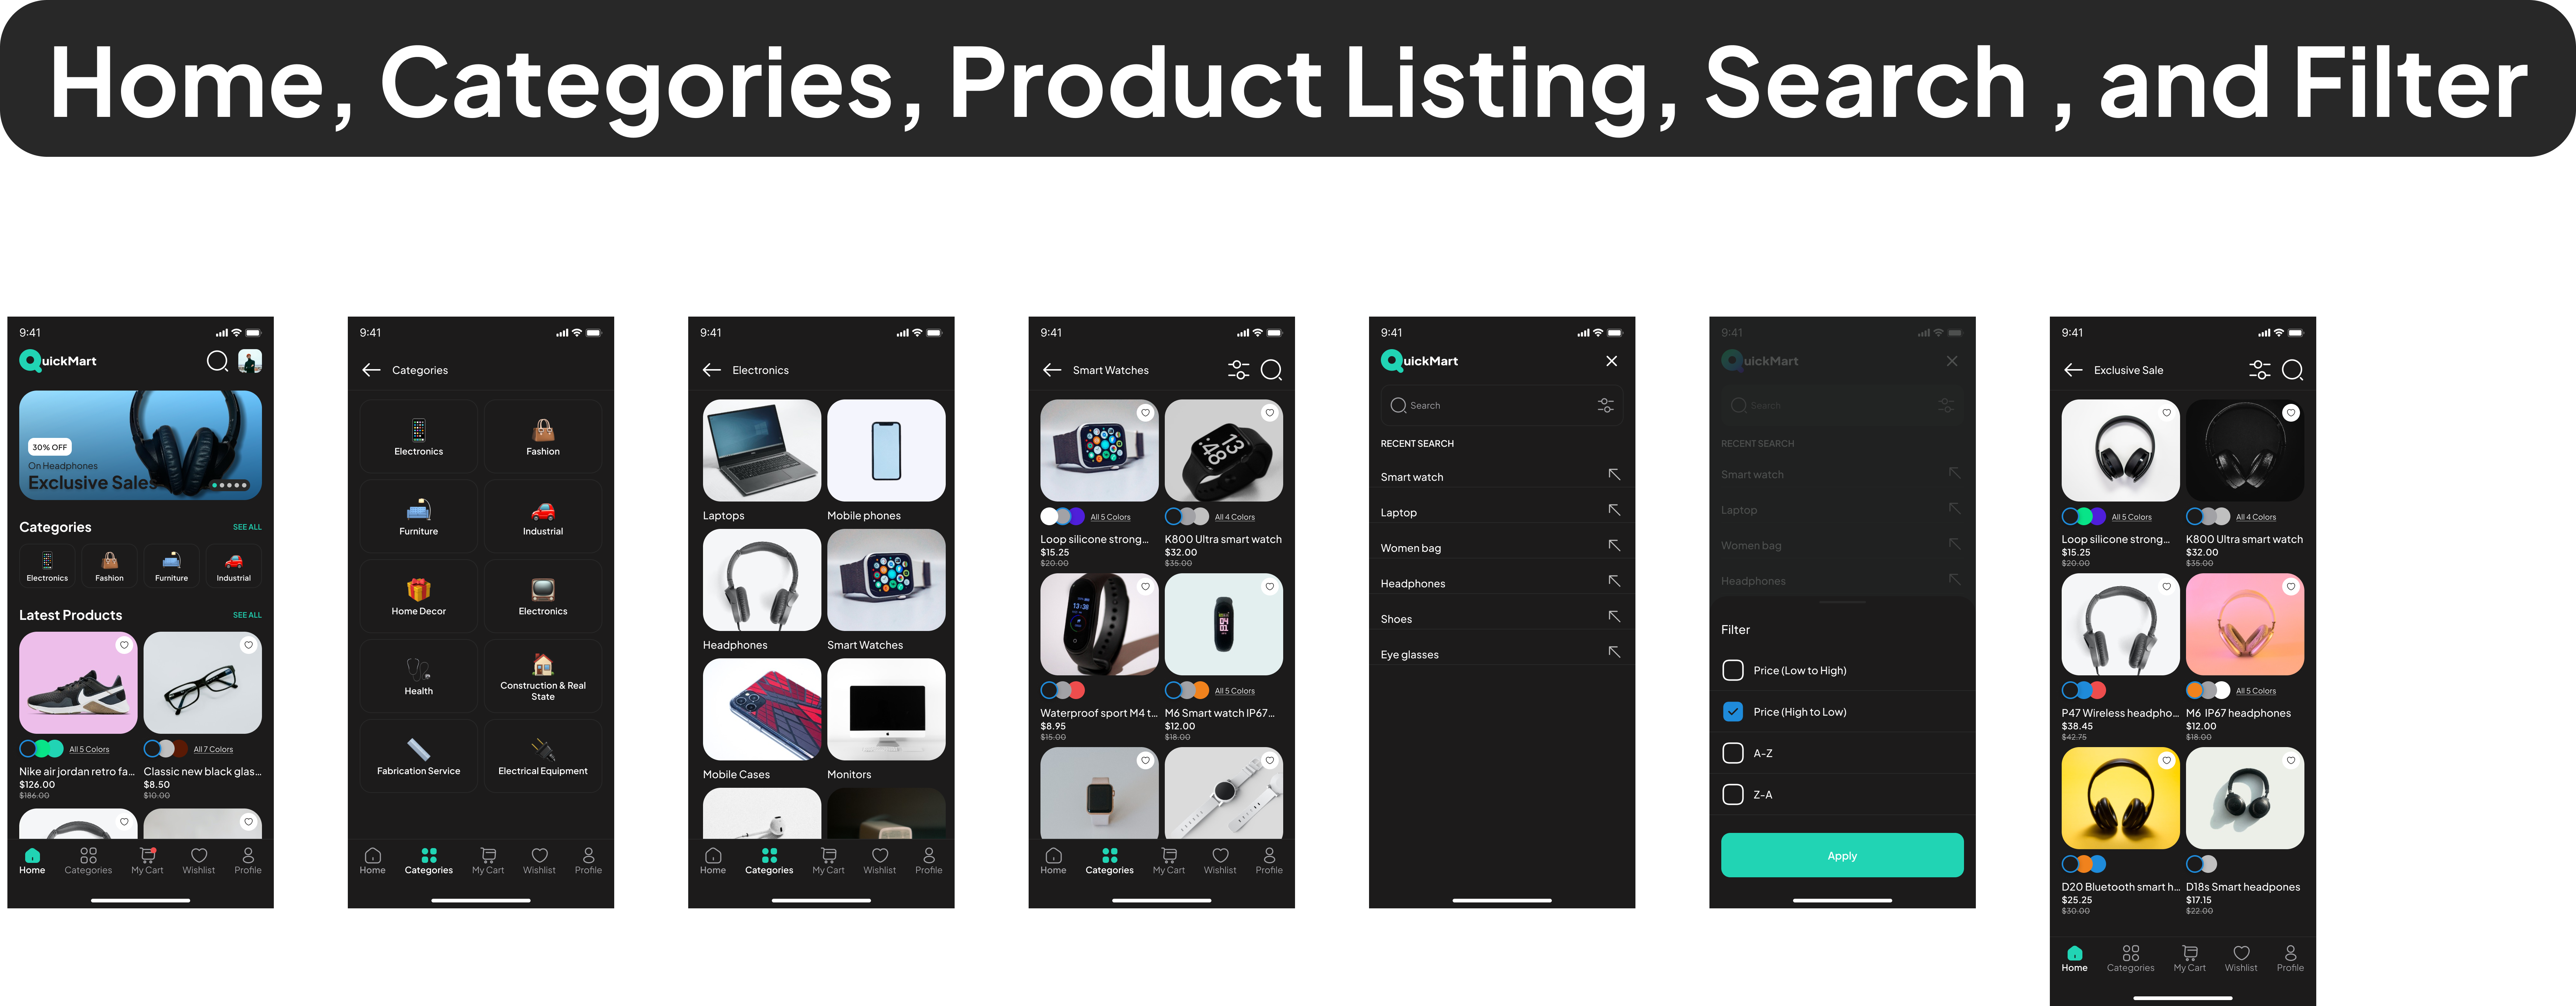 Home, Categories, Product Listing, Search , and Filter
9:41
QuickMart
30% OFF
On Headphones
Exclusive Sales
Categories
SEE ALL
Electronics
Fashion
Furniture
Industrial
Latest Products
SEE ALL
All 5 Colors
Nike air jordan retro fa...
$126.00
$186.00
All 7 Colors
Classic new black glas...
$8.50
$10.00
Home
Categories
My Cart
Wishlist
Profile
9:41
Categories
Electronics
Fashion
Furniture
Industrial
Home Decor
Electronics
Health
Construction & Real
State
Fabrication Service
Electrical Equipment
Home
Categories
My Cart
Wishlist
Profile
9:41
Electronics
Laptops
Mobile phones
Headphones
Smart Watches
Mobile Cases
Monitors
Home
Categories
My Cart
Wishlist
Profile
9:41
Smart Watches
All 5 Colors
Loop silicone strong...
$15.25
$20.00
13
:48
All 4 Colors
K800 Ultra smart watch
$32.00
$35.00
13:38
Waterproof sport M4 t...
$8.95
$15.00
04
01
All 5 Colors
M6 Smart watch IP67...
$12.00
$18.00
Home
Categories
My Cart
Wishlist
Profile
9:41
QuickMart
Search
RECENT SEARCH
Smart watch
Laptop
Women bag
Headphones
Shoes
Eye glasses
9:41
QuickMart
Search
RECENT SEARCH
Smart watch
Laptop
Women bag
Headphones
Filter
Price (Low to High)
Price (High to Low)
A-Z
Z-A
Apply
9:41
Exclusive Sale
All 5 Colors
Loop silicone strong...
$15.25
$20.00
All 4 Colors
K800 Ultra smart watch
$32.00
$35.00
P47 Wireless headpho...
$38.45
$42.75
All 5 Colors
M6 IP67 headphones
$12.00
$18.00
D20 Bluetooth smart h...
$25.25
$30.00
D18s Smart headpones
$17.15
$22.00
Home
Categories
My Cart
Wishlist
Profile